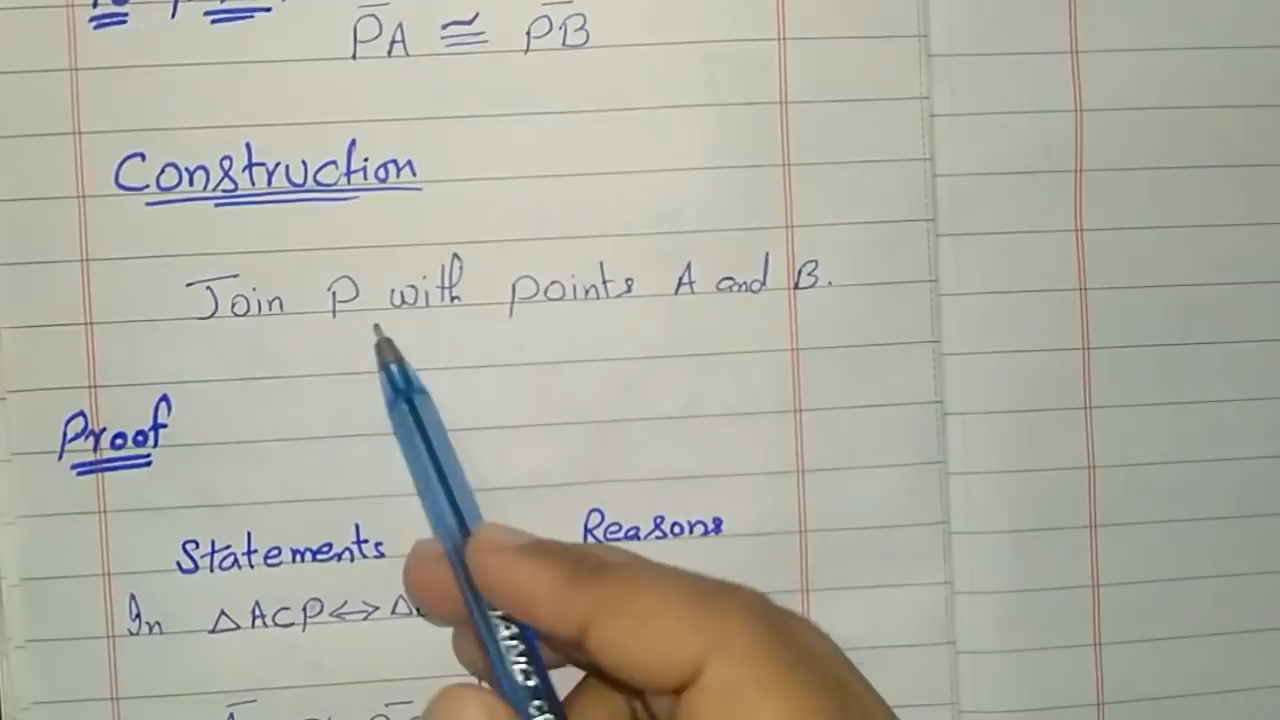 PA ≅ PB
Construction
Join P with points A and B.
Proof
Statements Reasons
In △ACP↔△